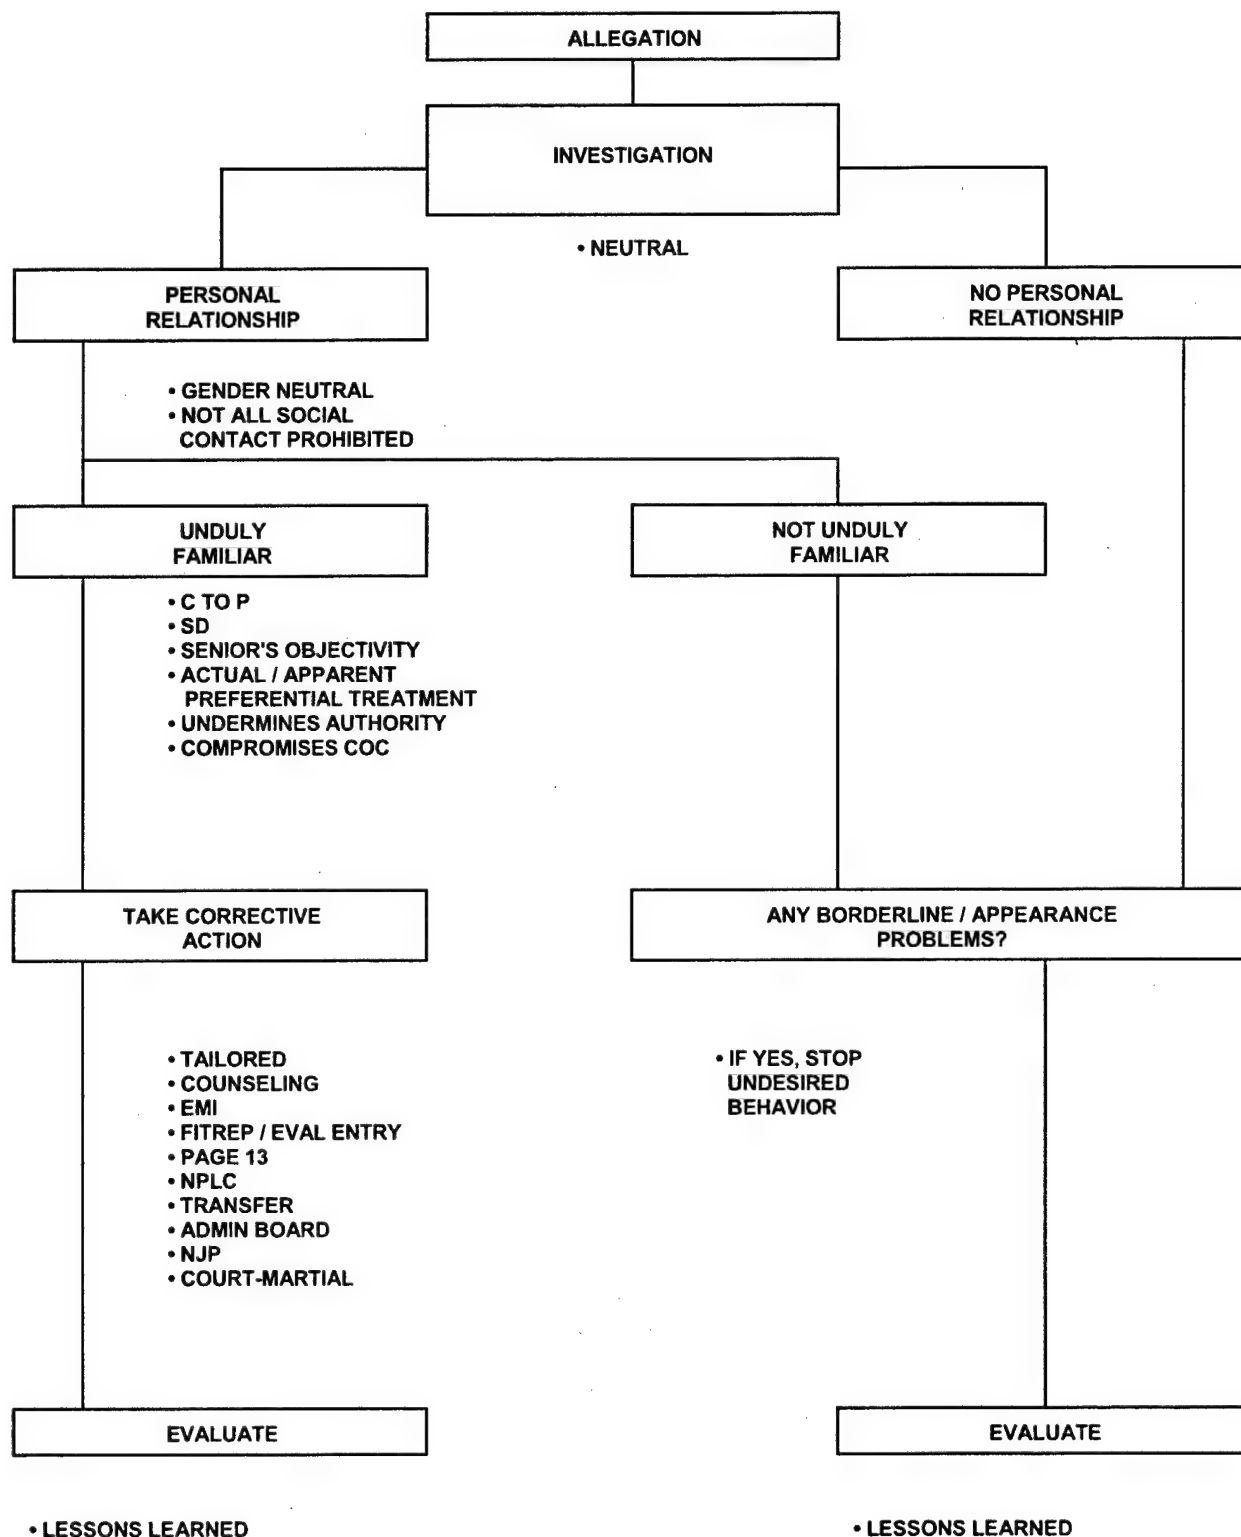 ALLEGATION
INVESTIGATION
• NEUTRAL
PERSONAL
RELATIONSHIP
NO PERSONAL
RELATIONSHIP
• GENDER NEUTRAL
• NOT ALL SOCIAL
CONTACT PROHIBITED
UNDULY
FAMILIAR
NOT UNDULY
FAMILIAR
• C TO P
• SD
• SENIOR'S OBJECTIVITY
• ACTUAL / APPARENT
PREFERENTIAL TREATMENT
• UNDERMINES AUTHORITY
• COMPROMISES COC
TAKE CORRECTIVE
ACTION
ANY BORDERLINE / APPEARANCE
PROBLEMS?
• TAILORED
• COUNSELING
• EMI
• FITREP / EVAL ENTRY
• PAGE 13
• NPLC
• TRANSFER
• ADMIN BOARD
• NJP
• COURT-MARTIAL
• IF YES, STOP
UNDESIRED
BEHAVIOR
EVALUATE
EVALUATE
• LESSONS LEARNED
• LESSONS LEARNED